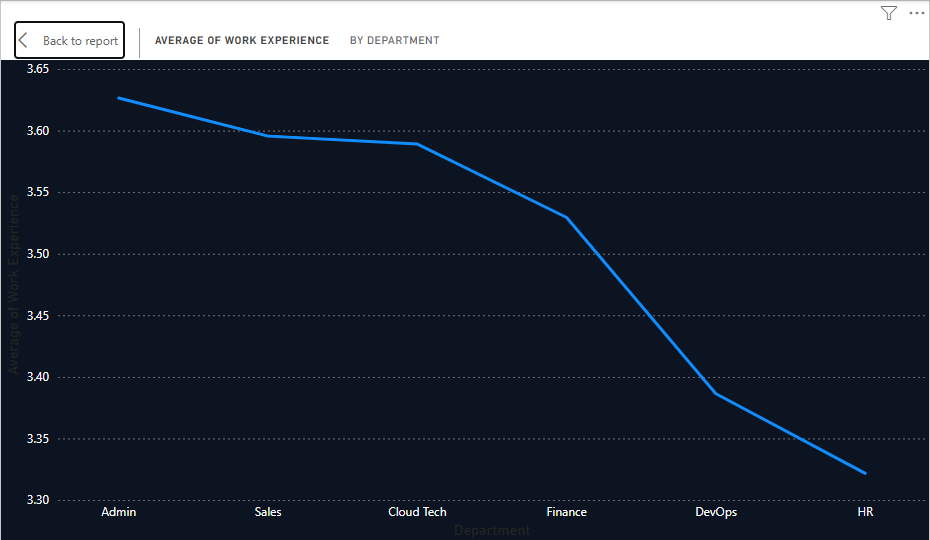 Back to report
AVERAGE OF WORK EXPERIENCE BY DEPARTMENT
Average of Work Experience
3.65
3.60
3.55
3.50
3.45
3.40
3.35
3.30
Admin Sales Cloud Tech Finance DevOps HR
Department